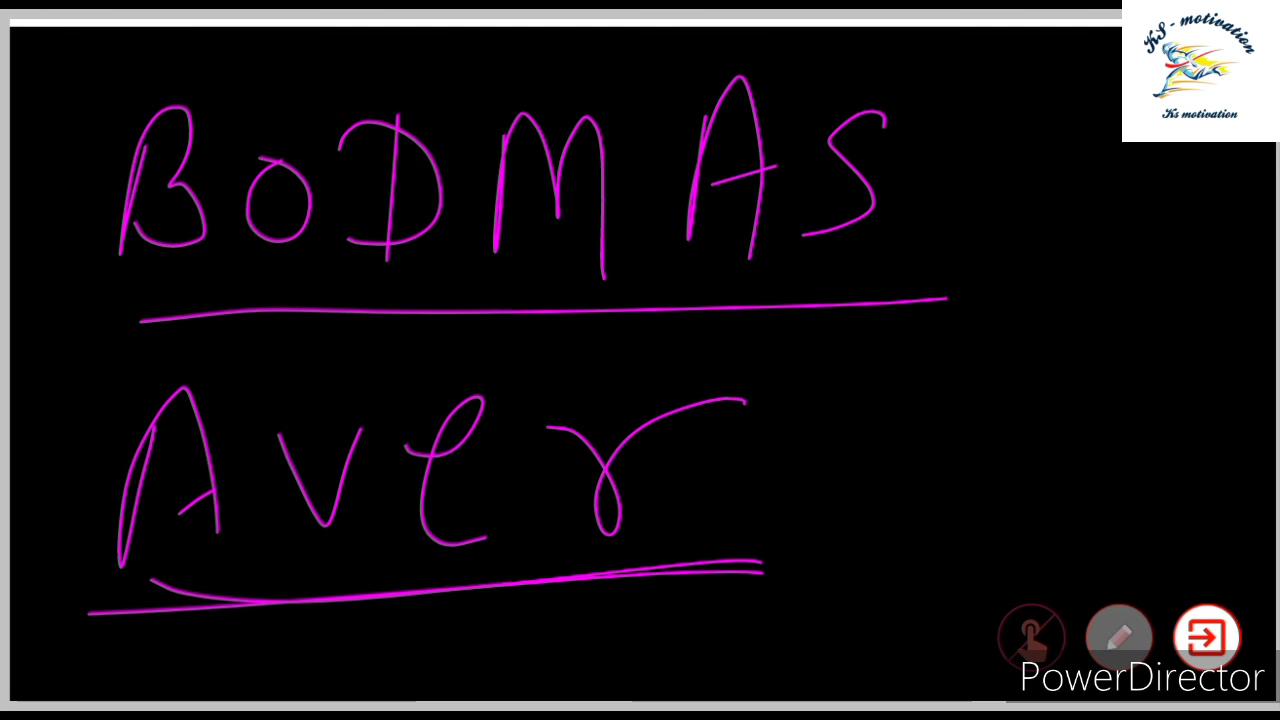 KS - motivation
Ks motivation
BODMAS
Aver
PowerDirector